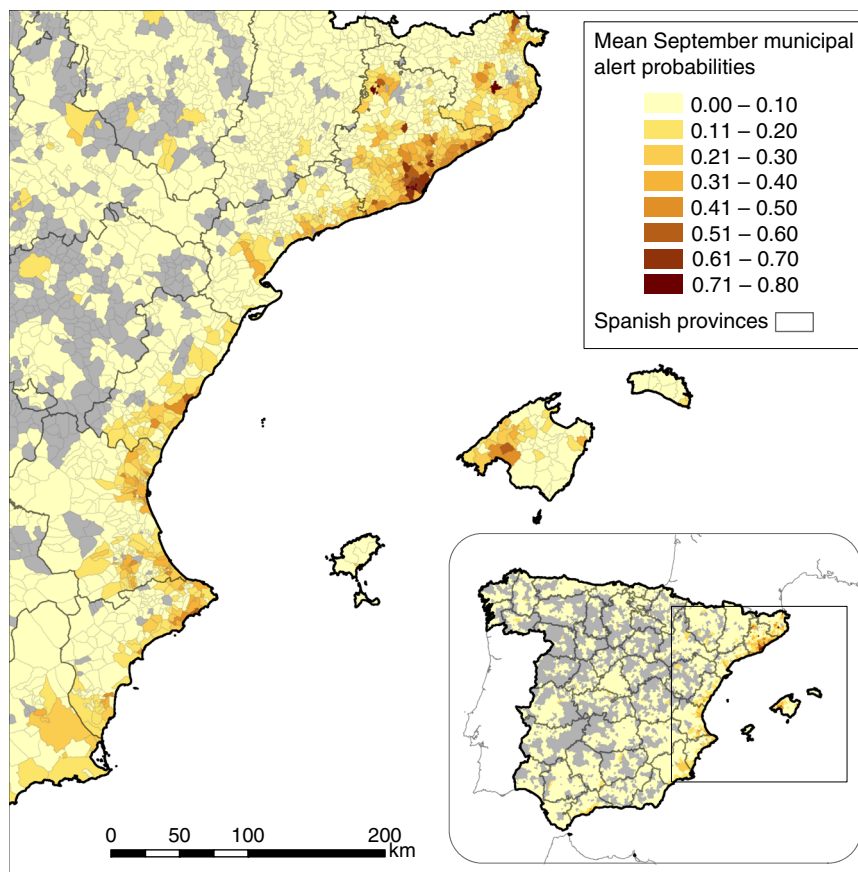 Mean September municipal
alert probabilities
0.00 – 0.10
0.11 – 0.20
0.21 – 0.30
0.31 – 0.40
0.41 – 0.50
0.51 – 0.60
0.61 – 0.70
0.71 – 0.80
Spanish provinces
0 50 100 200
km